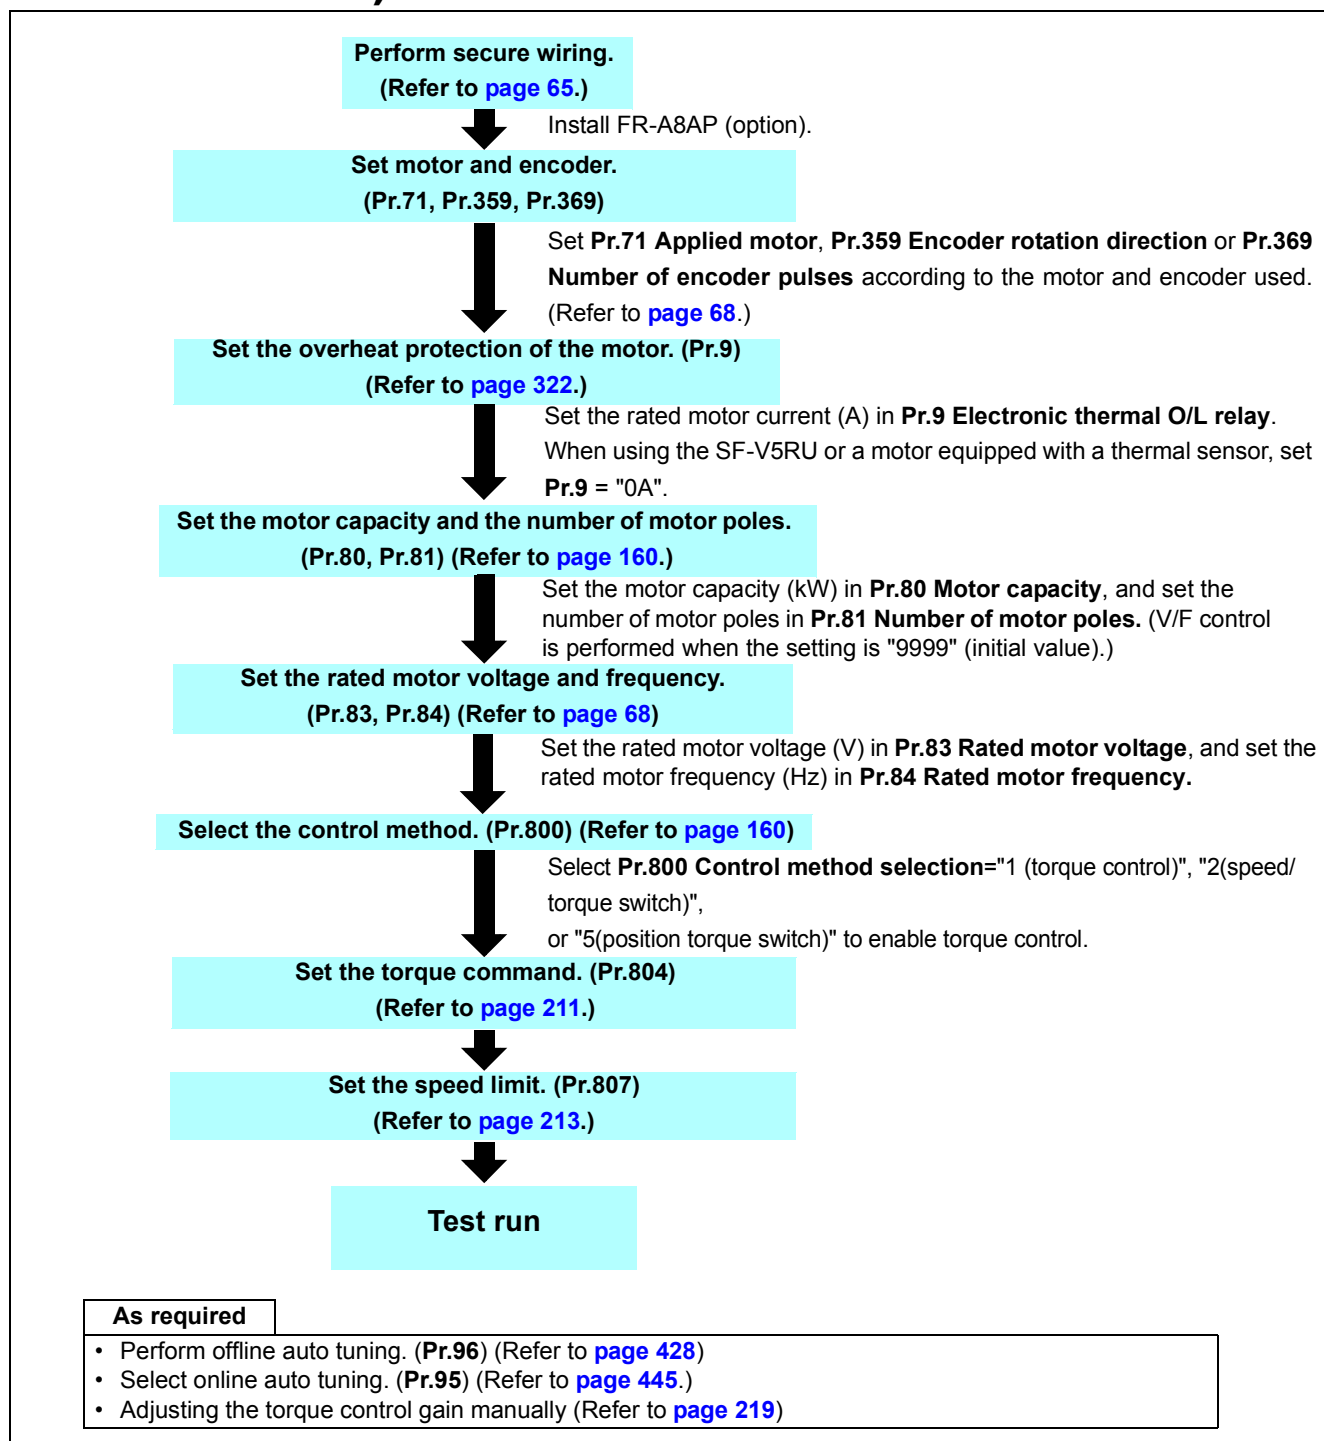 Perform secure wiring.
(Refer to page 65.)
Install FR-A8AP (option).
Set motor and encoder.
(Pr.71, Pr.359, Pr.369)
Set Pr.71 Applied motor, Pr.359 Encoder rotation direction or Pr.369
Number of encoder pulses according to the motor and encoder used.
(Refer to page 68.)
Set the overheat protection of the motor. (Pr.9)
(Refer to page 322.)
Set the rated motor current (A) in Pr.9 Electronic thermal O/L relay.
When using the SF-V5RU or a motor equipped with a thermal sensor, set
Pr.9 = "0A".
Set the motor capacity and the number of motor poles.
(Pr.80, Pr.81) (Refer to page 160.)
Set the motor capacity (kW) in Pr.80 Motor capacity, and set the
number of motor poles in Pr.81 Number of motor poles. (V/F control
is performed when the setting is "9999" (initial value).)
Set the rated motor voltage and frequency.
(Pr.83, Pr.84) (Refer to page 68)
Set the rated motor voltage (V) in Pr.83 Rated motor voltage, and set the
rated motor frequency (Hz) in Pr.84 Rated motor frequency.
Select the control method. (Pr.800) (Refer to page 160)
Select Pr.800 Control method selection="1 (torque control)", "2(speed/
torque switch)",
or "5(position torque switch)" to enable torque control.
Set the torque command. (Pr.804)
(Refer to page 211.)
Set the speed limit. (Pr.807)
(Refer to page 213.)
Test run
As required
• Perform offline auto tuning. (Pr.96) (Refer to page 428)
• Select online auto tuning. (Pr.95) (Refer to page 445.)
• Adjusting the torque control gain manually (Refer to page 219)